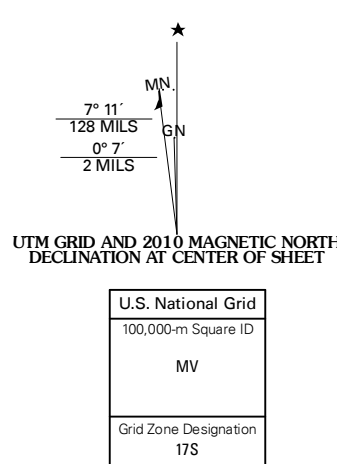 ★
MN
7° 11´
128 MILS
GN
0° 7´
2 MILS
UTM GRID AND 2010 MAGNETIC NORTH
DECLINATION AT CENTER OF SHEET
U.S. National Grid
100,000-m Square ID
MV
Grid Zone Designation
17S